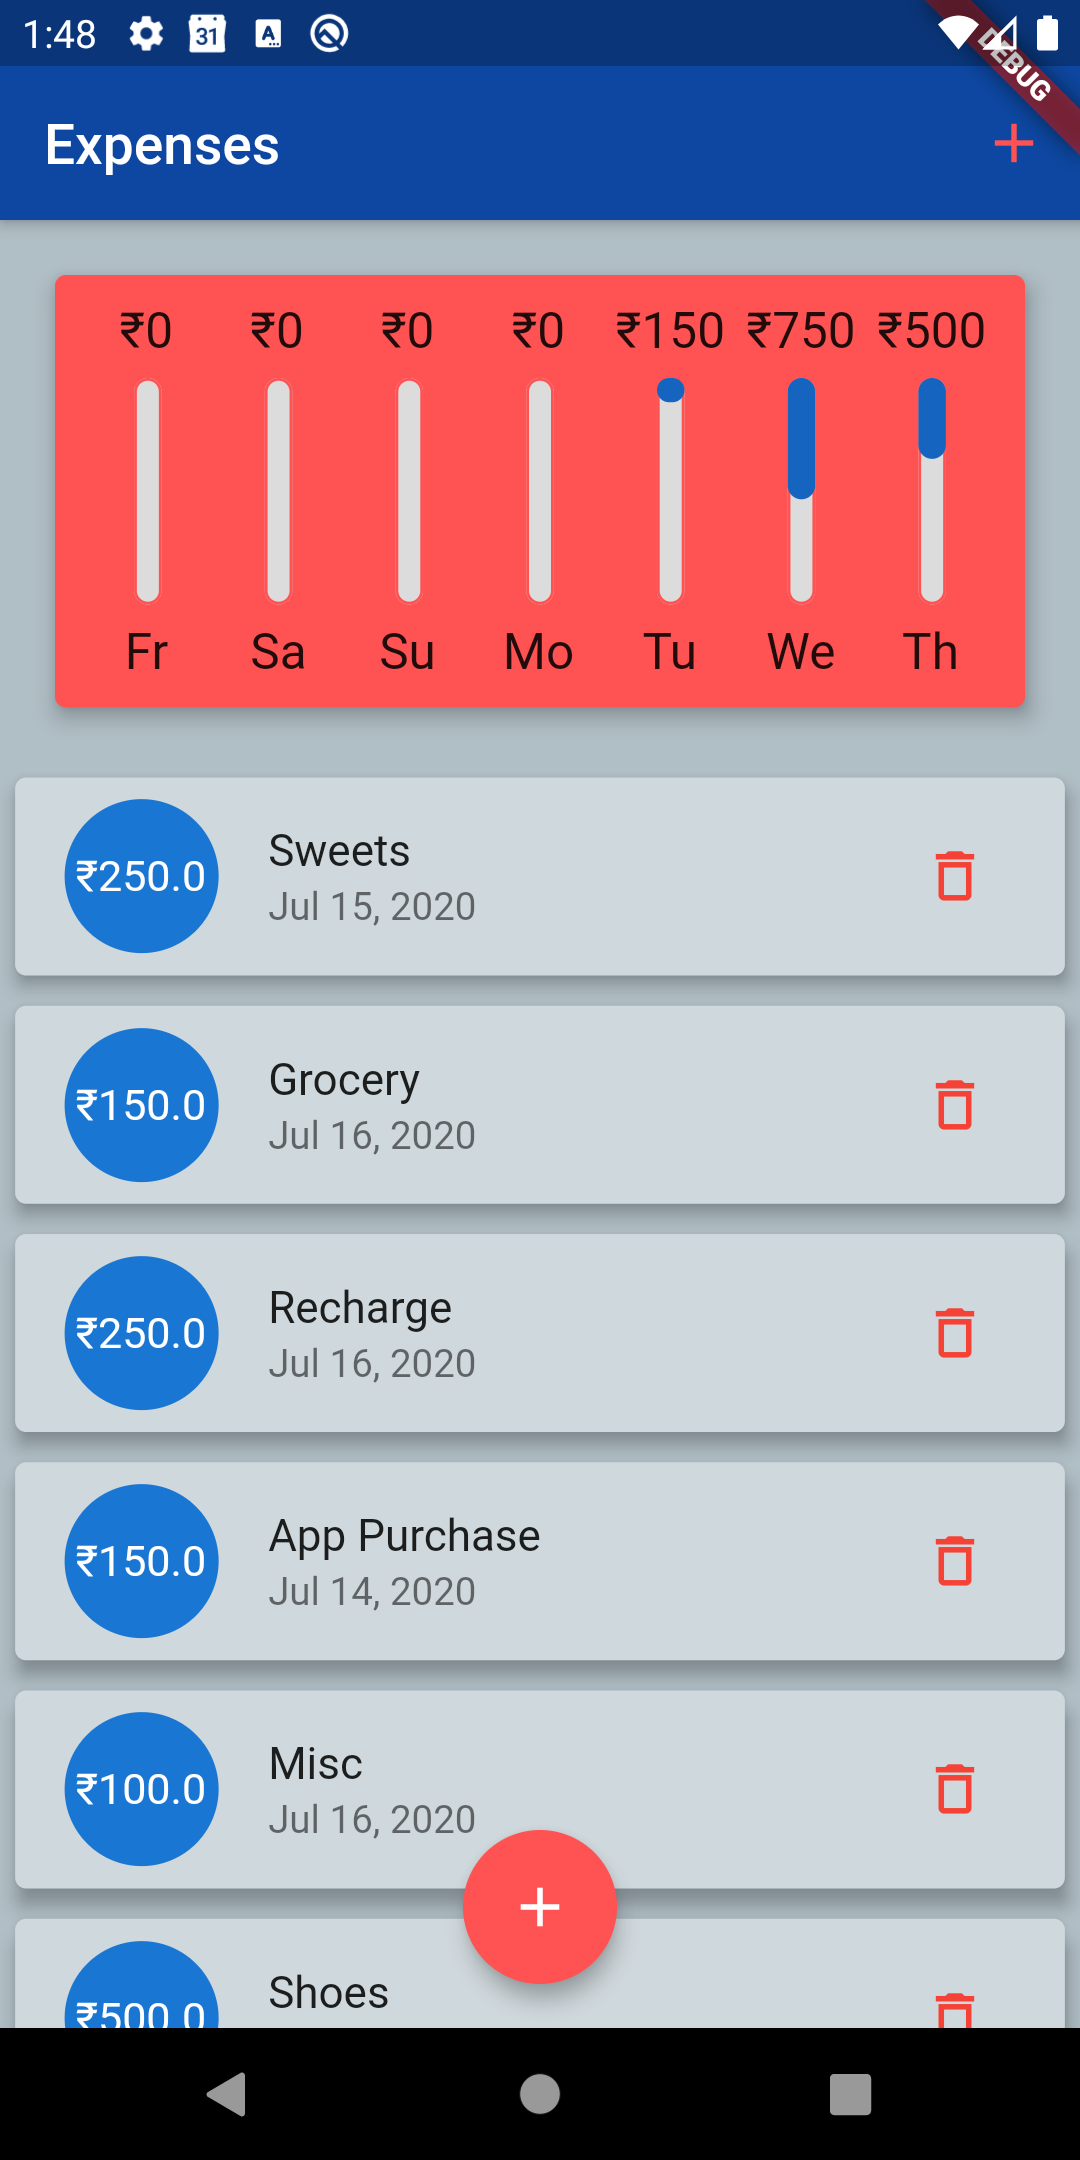 1:48
31
A
DEBUG
Expenses
₹0 ₹0 ₹0 ₹0 ₹150 ₹750 ₹500
Fr Sa Su Mo Tu We Th
₹250.0
Sweets
Jul 15, 2020
₹150.0
Grocery
Jul 16, 2020
₹250.0
Recharge
Jul 16, 2020
₹150.0
App Purchase
Jul 14, 2020
₹100.0
Misc
Jul 16, 2020
₹500.0
Shoes